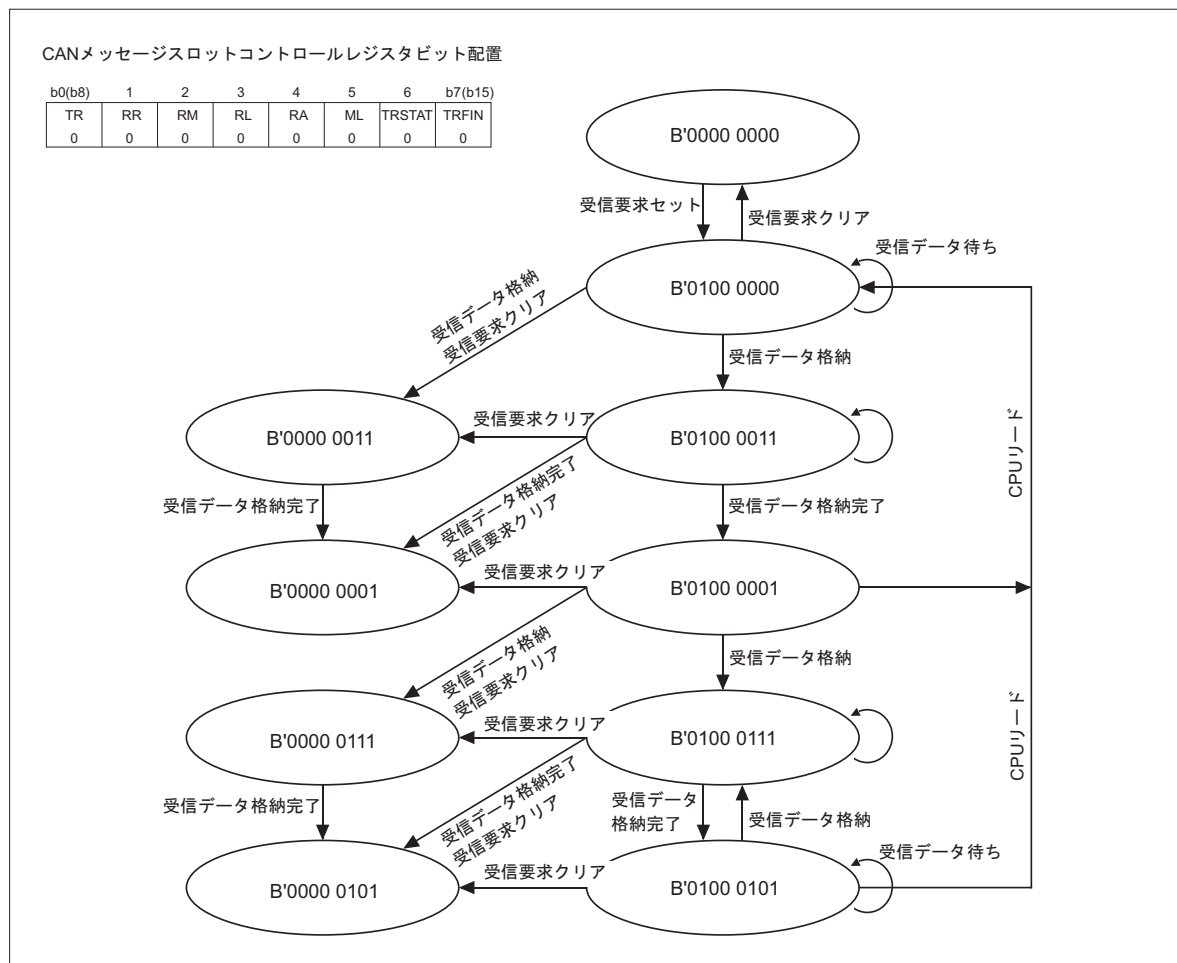 CANメッセージスロットコントロールレジスタビット配置
b0(b8) 1 2 3 4 5 6 b7(b15)
TR RR RM RL RA ML TRSTAT TRFIN
0 0 0 0 0 0 0 0
B'0000 0000
受信要求セット
受信要求クリア
受信データ待ち
B'0100 0000
受信データ格納
受信要求クリア
受信データ格納
B'0000 0011
受信要求クリア
B'0100 0011
CPUリード
受信データ格納完了
受信データ格納完了
受信要求クリア
受信データ格納完了
B'0000 0001
受信要求クリア
B'0100 0001
受信データ格納
受信要求クリア
受信データ格納
B'0000 0111
受信要求クリア
B'0100 0111
CPUリード
受信データ格納完了
受信データ格納完了
受信要求クリア
受信データ
格納完了
受信データ格納
受信データ待ち
B'0000 0101
受信要求クリア
B'0100 0101